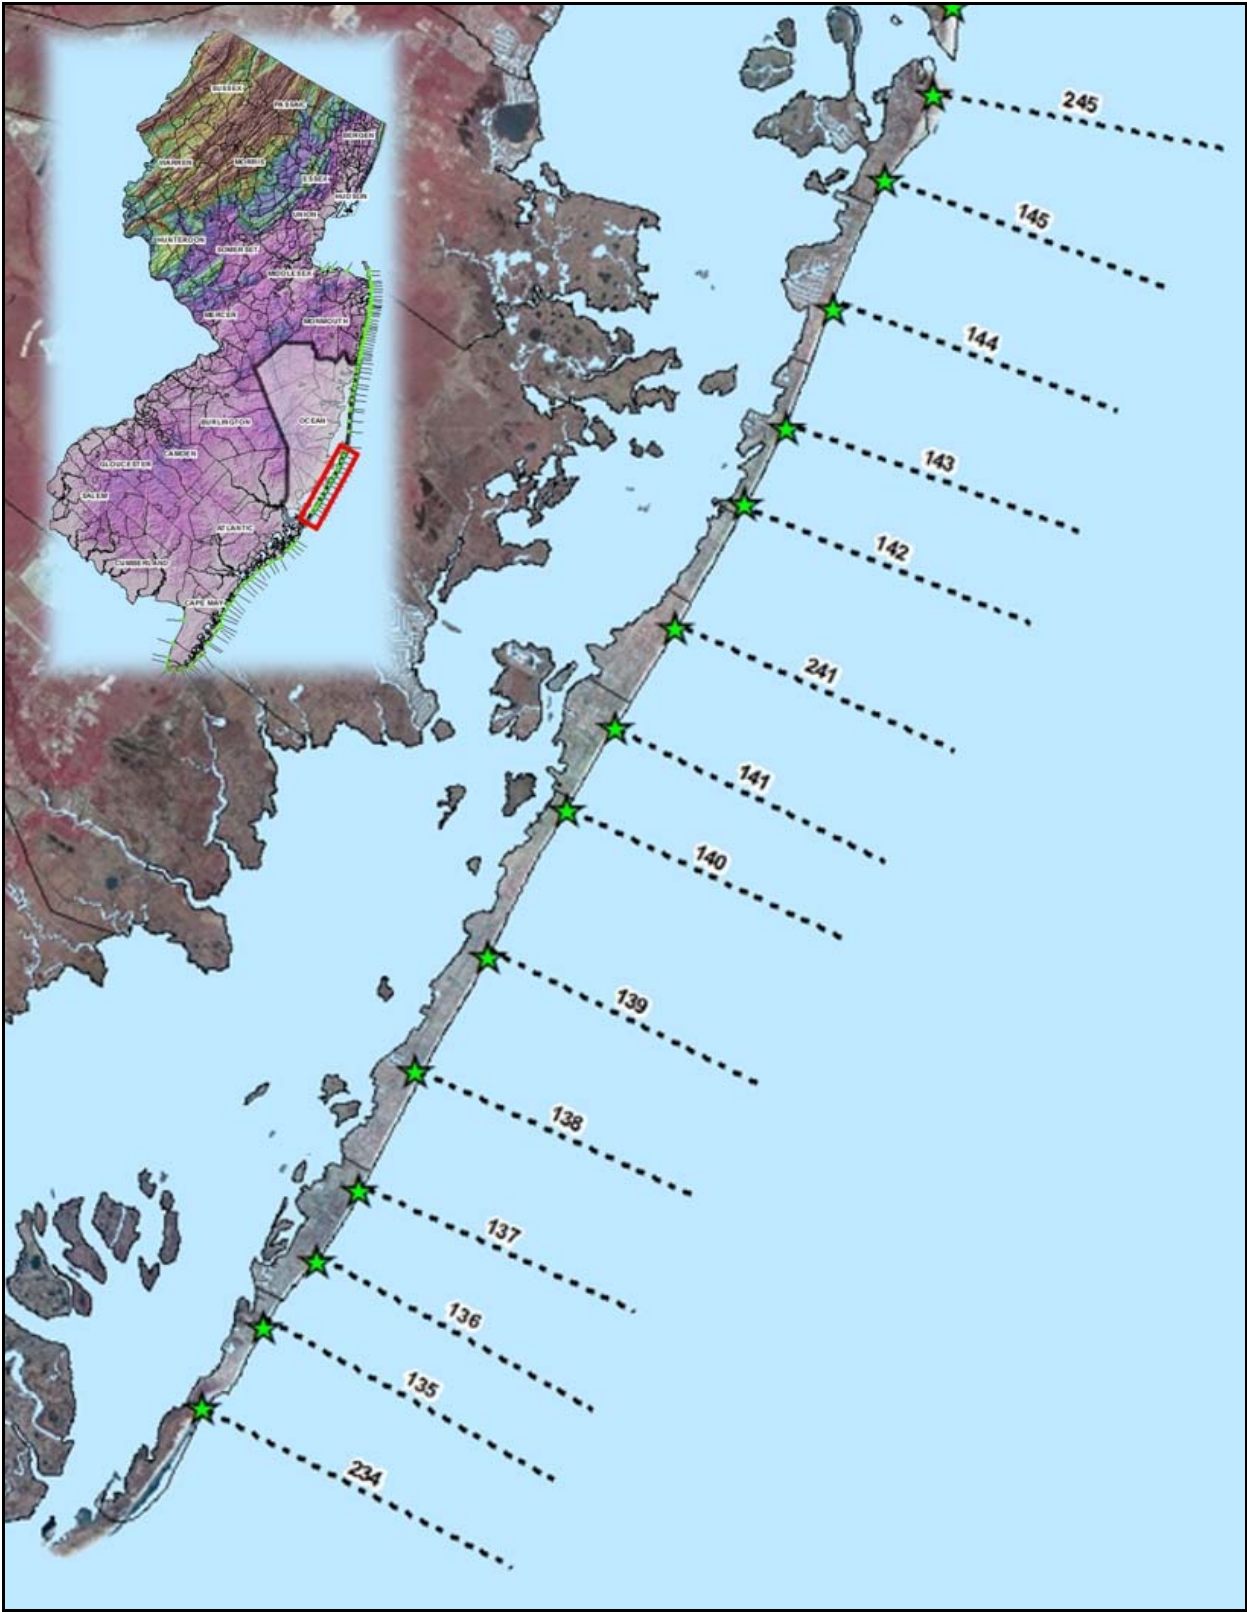 SUSSEX
PASSAIC
BERGEN
WARREN
MORRIS
ESSEX
HUDSON
UNION
HUNTERDON
SOMERSET
MIDDLESEX
MERCER
MONMOUTH
OCEAN
BURLINGTON
CAMDEN
GLOUCESTER
SALEM
ATLANTIC
CUMBERLAND
CAPE MAY
245
145
144
143
142
241
141
140
139
138
137
136
135
234